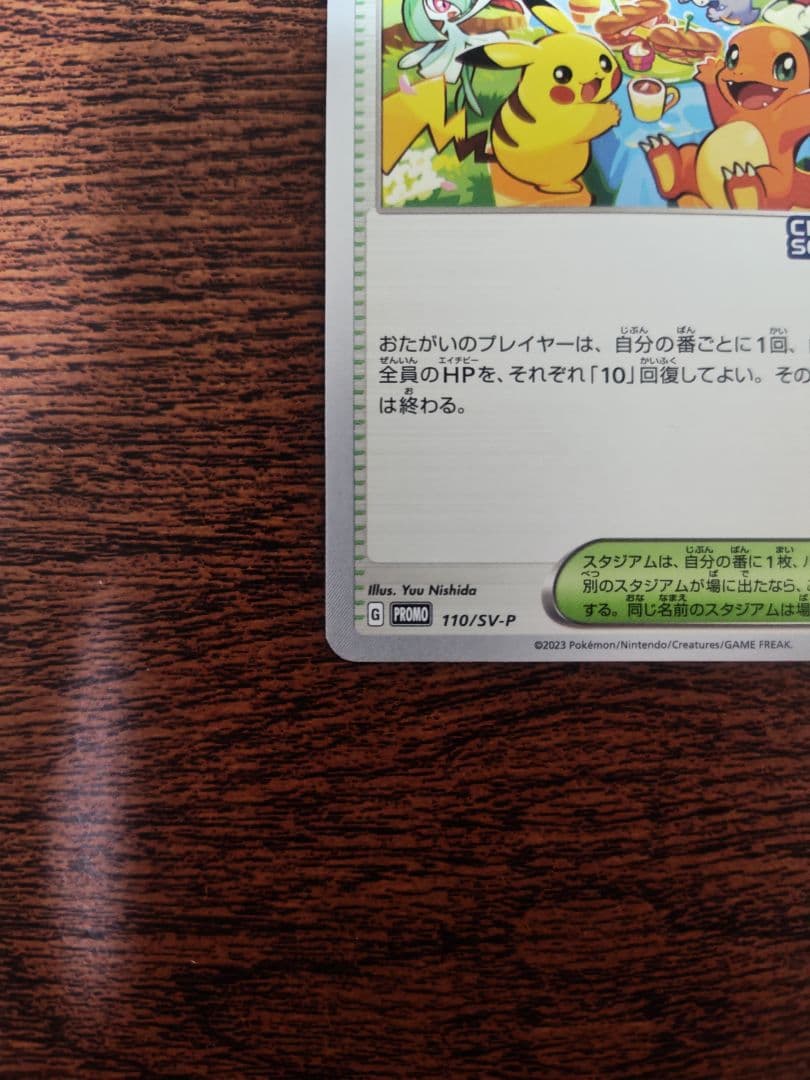 おたがいのプレイヤーは、自分の番ごとに1回、
全員のHPを、それぞれ「10」回復してよい。その
は終わる。
スタジアムは、自分の番に1枚、
別のスタジアムが場に出たなら、
する。同じ名前のスタジアムは場
Illus. Yuu Nishida
G PROMO 110/SV-P
©2023 Pokémon/Nintendo/Creatures/GAME FREAK.